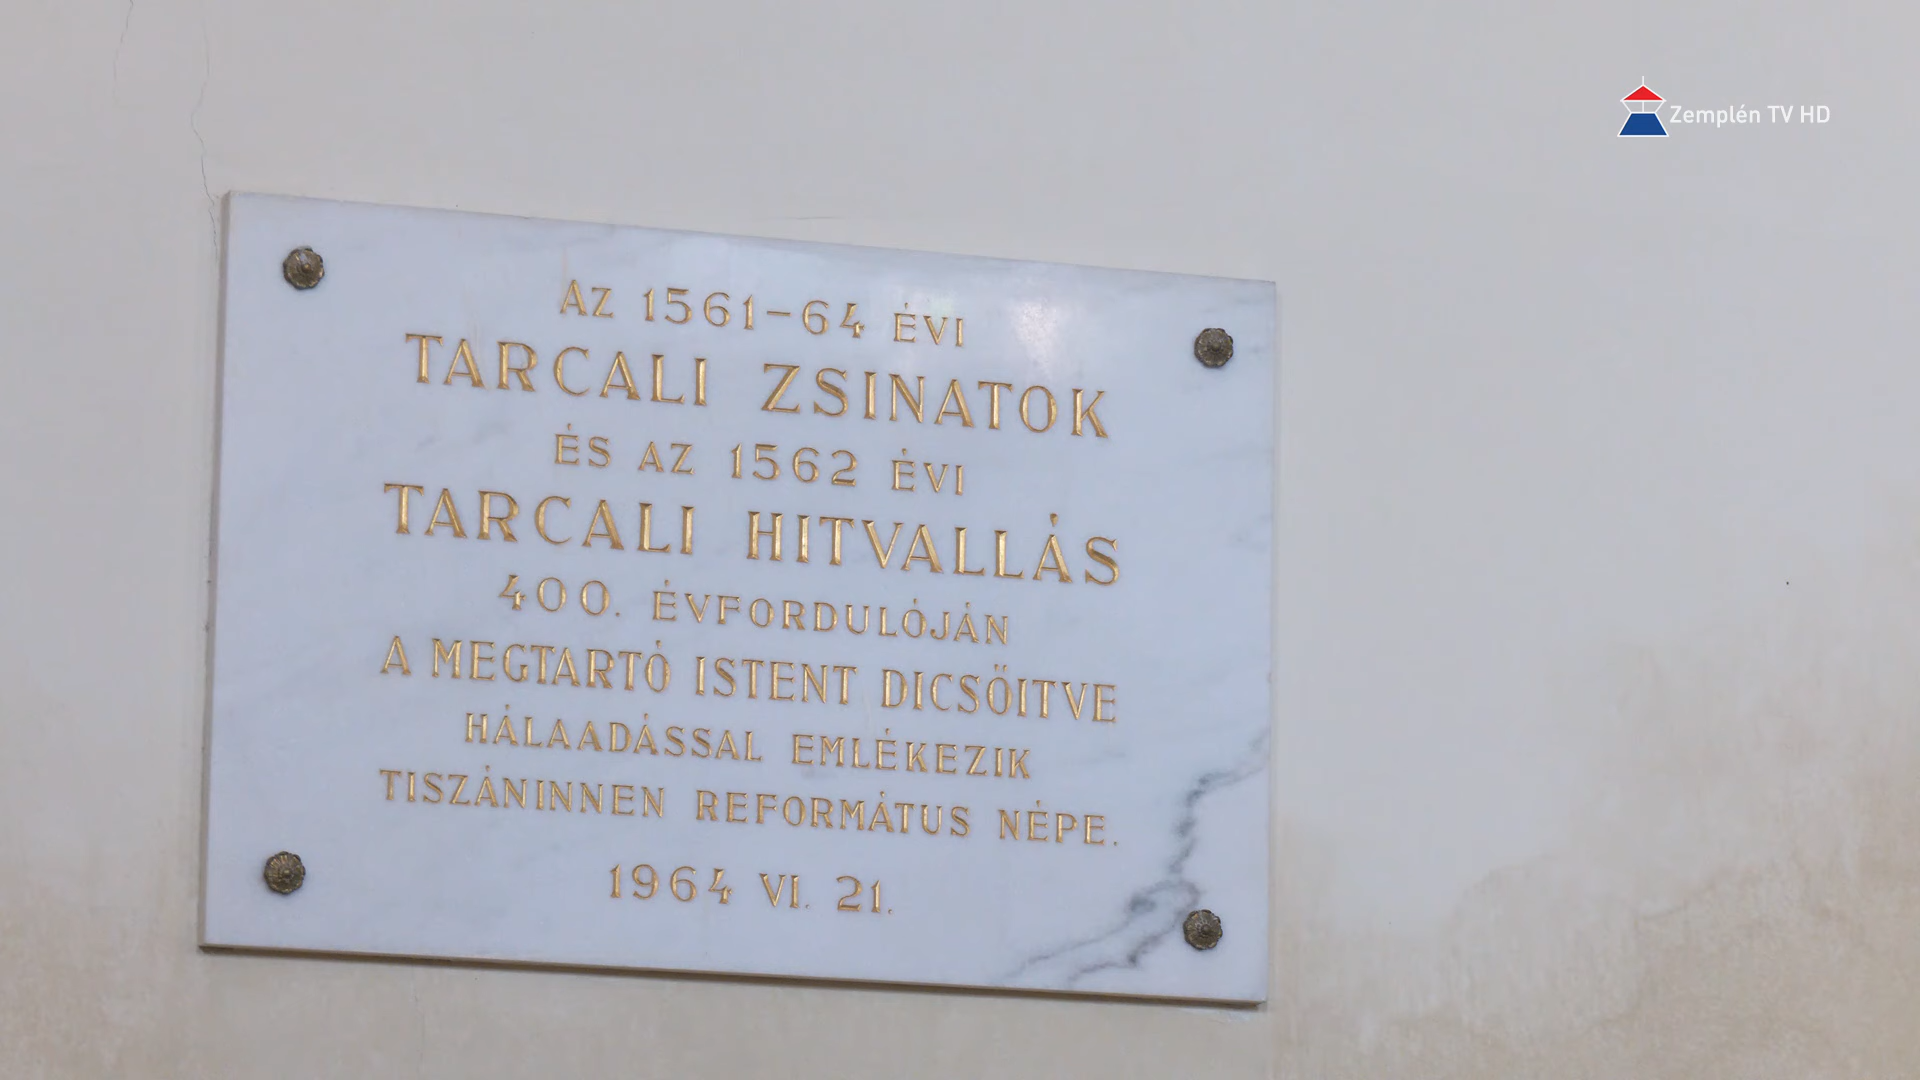 Zemplén TV HD
AZ 1561-64 ÉVI
TARCALI ZSINATOK
ÉS AZ 1562 ÉVI
TARCALI HITVALLÁS
400. ÉVFORDULÓJÁN
A MEGTARTÓ ISTENT DICSŐITVE
HÁLAADÁSSAL EMLÉKEZIK
TISZÁNINNEN REFORMÁTUS NÉPE.
1964 VI. 21.